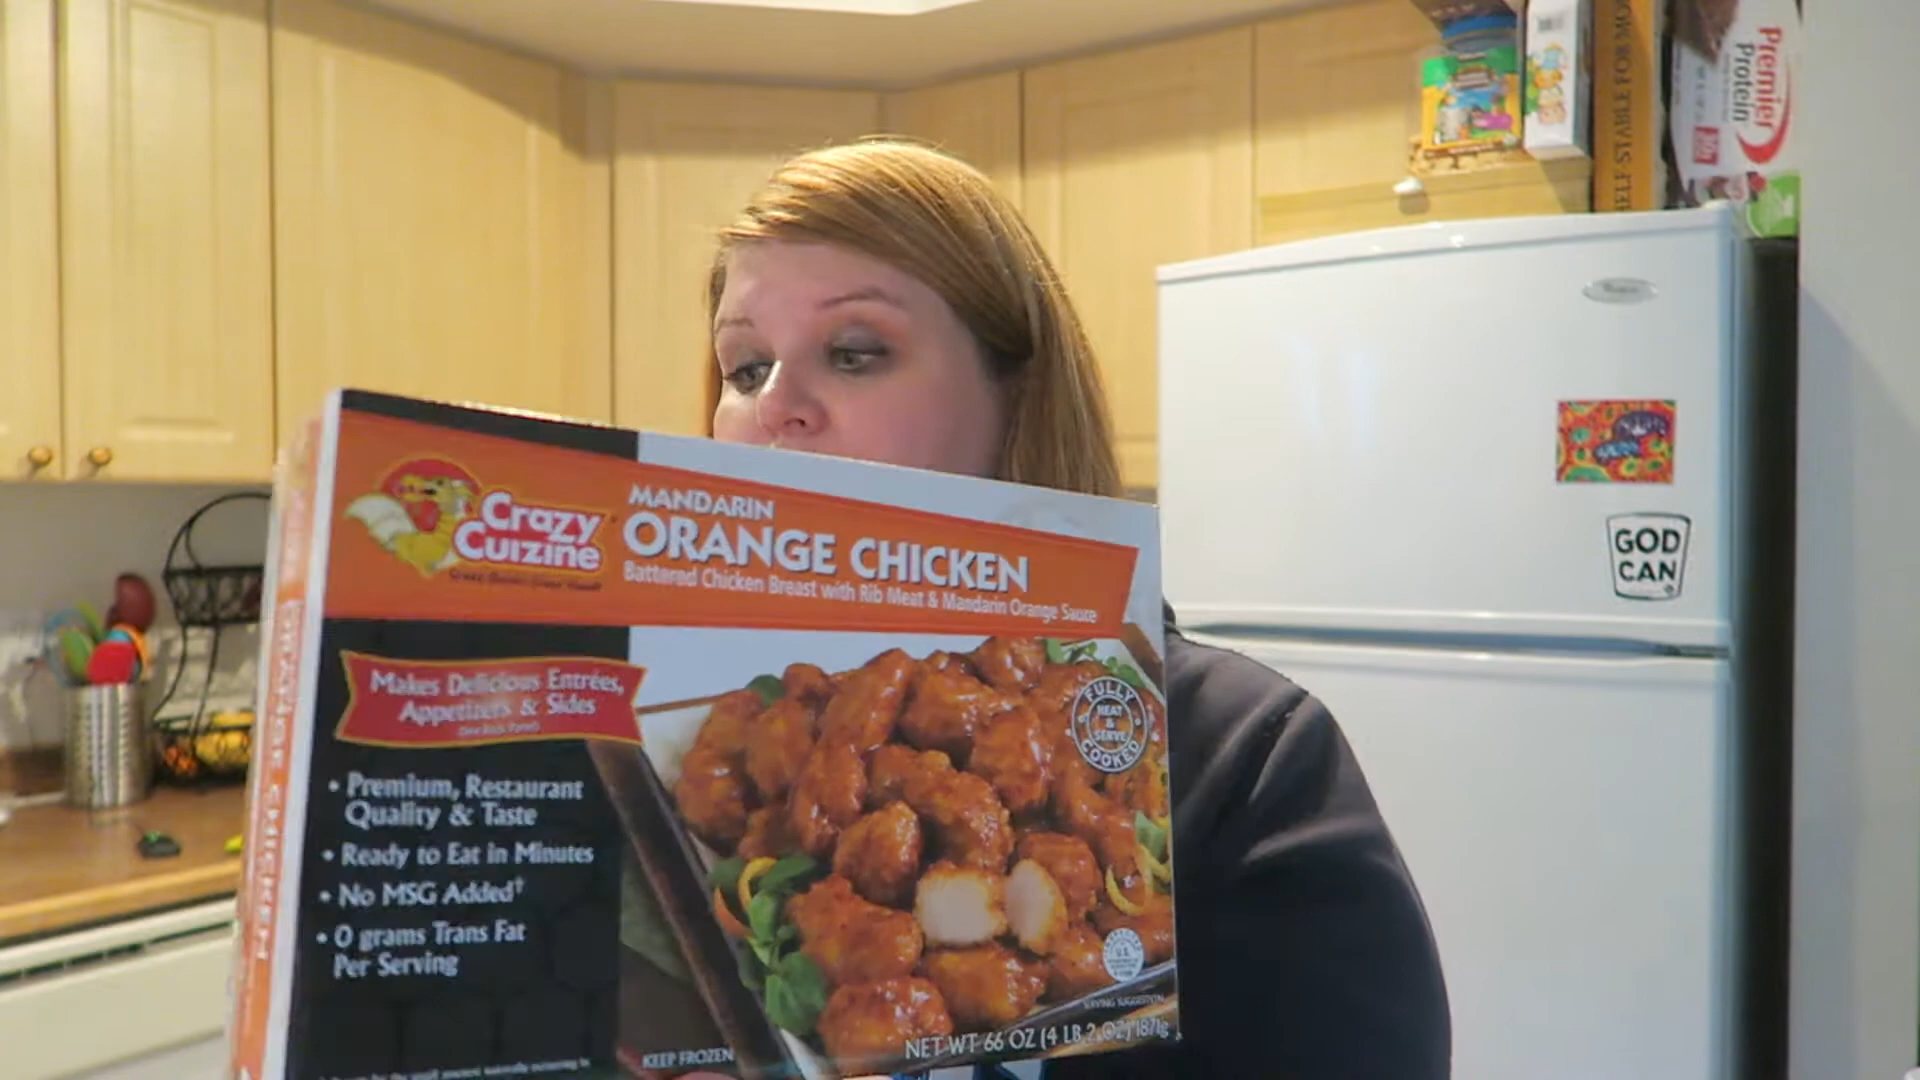 Crazy
Cuizine
MANDARIN
ORANGE CHICKEN
Battered Chicken Breast with Rib Meat & Mandarin Orange Sauce
Makes Delicious Entrées,
Appetizers & Sides
• Premium, Restaurant
Quality & Taste
• Ready to Eat in Minutes
• No MSG Added†
• 0 grams Trans Fat
Per Serving
FULLY
HEAT
&
SERVE
COOKED
SERVING SUGGESTION
NET WT 66 OZ (4 LB 2 OZ) 1871g
KEEP FROZEN
Premier
Protein
GOD
CAN